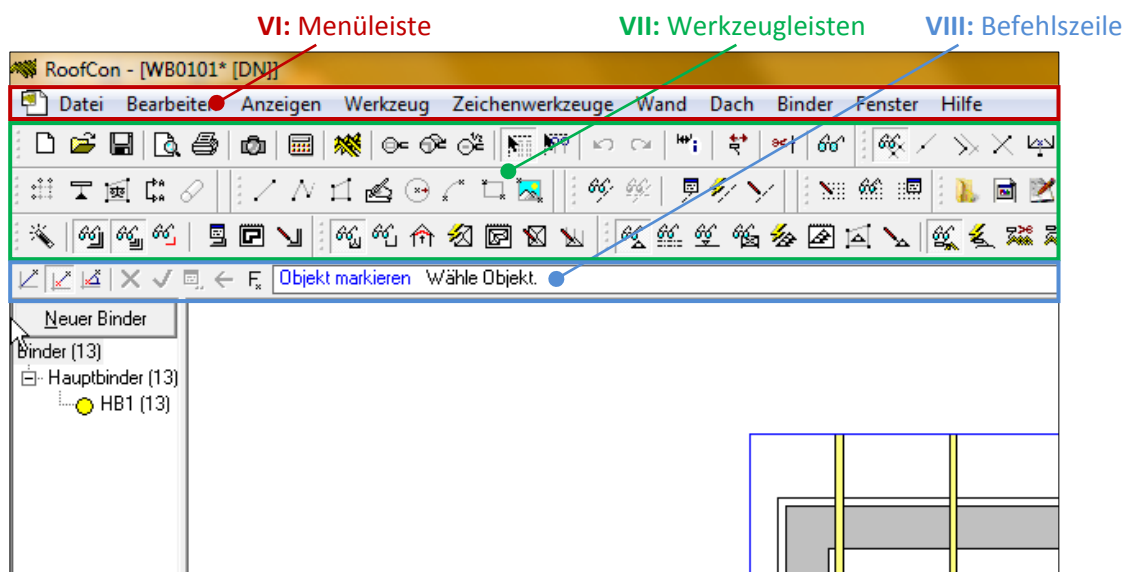 VI: Menüleiste VII: Werkzeugleisten VIII: Befehlszeile
RoofCon - [WB0101* [DN]]
Datei Bearbeiten Anzeigen Werkzeug Zeichenwerkzeuge Wand Dach Binder Fenster Hilfe
Objekt markieren Wähle Objekt.
Neuer Binder
Binder (13)
Hauptbinder (13)
HB1 (13)